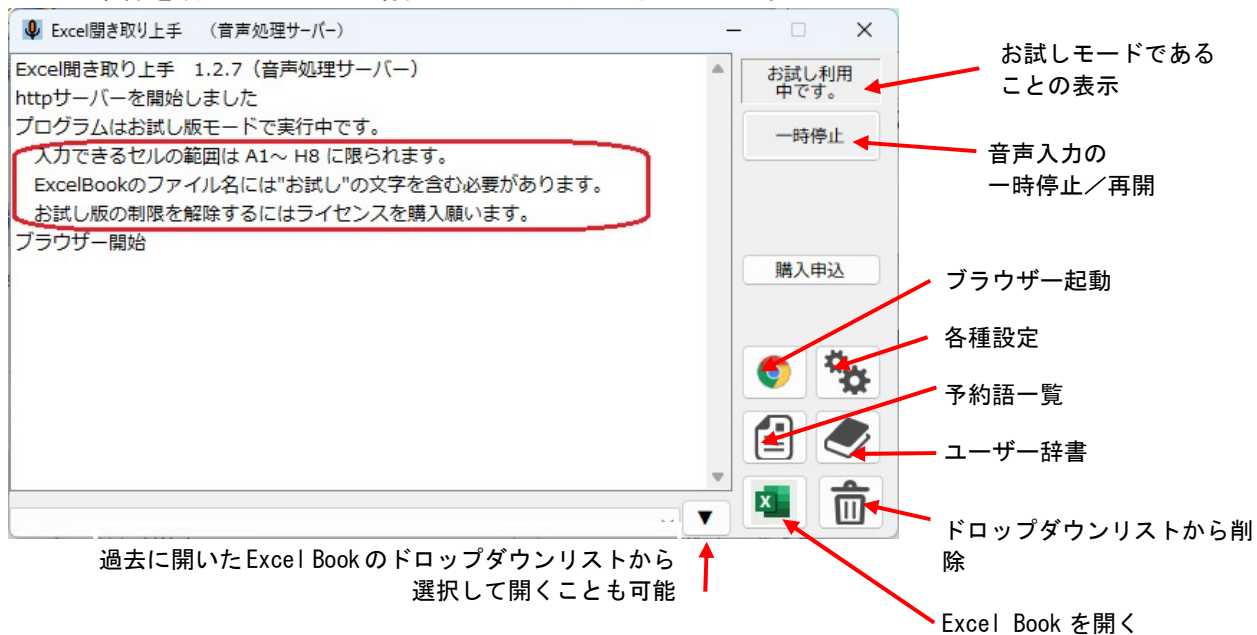 Excel聞き取り上手　（音声処理サーバー）
Excel聞き取り上手　1.2.7（音声処理サーバー）
httpサーバーを開始しました
プログラムはお試し版モードで実行中です。
入力できるセルの範囲は A1～ H8 に限られます。
ExcelBookのファイル名には"お試し"の文字を含む必要があります。
お試し版の制限を解除するにはライセンスを購入願います。
ブラウザー開始
お試し利用
中です。
一時停止
購入申込
▼
お試しモードである
ことの表示
音声入力の
一時停止／再開
ブラウザー起動
各種設定
予約語一覧
ユーザー辞書
ドロップダウンリストから削
除
Excel Book を開く
過去に開いた Excel Book のドロップダウンリストから
選択して開くことも可能